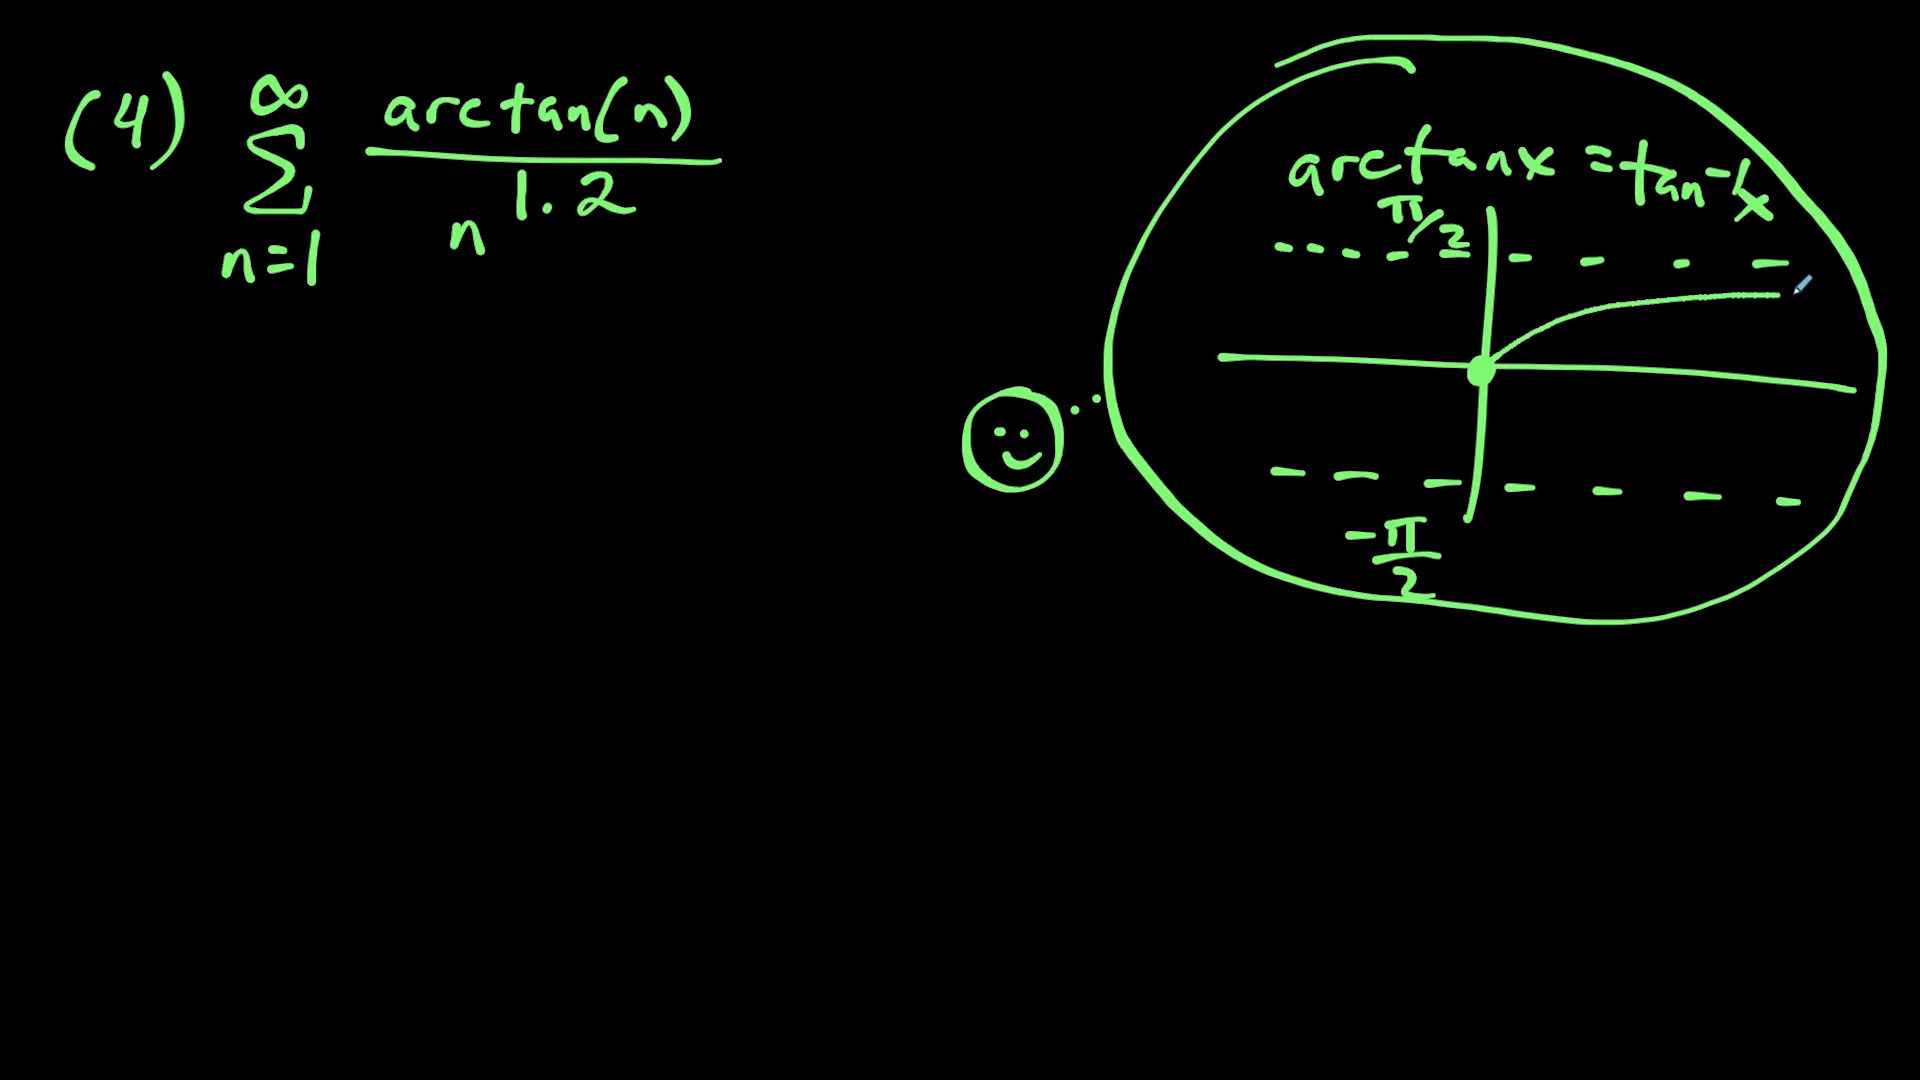 (4) ∞ arctan(n)
Σ
n=1 n^1.2
arctanx = tan⁻¹x
π/2
-π
2